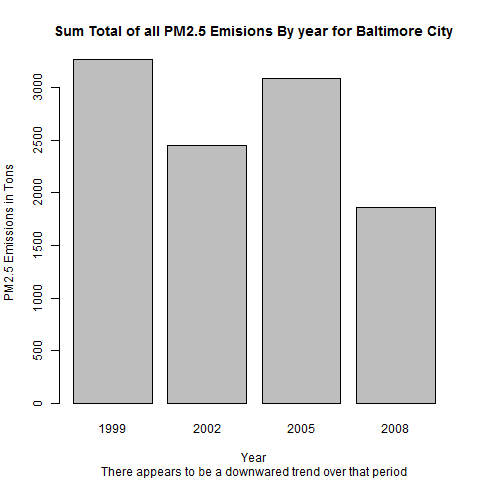 Sum Total of all PM2.5 Emisions By year for Baltimore City
PM2.5 Emissions in Tons
3000
2500
2000
1500
1000
500
0
1999 2002 2005 2008
Year
There appears to be a downwared trend over that period